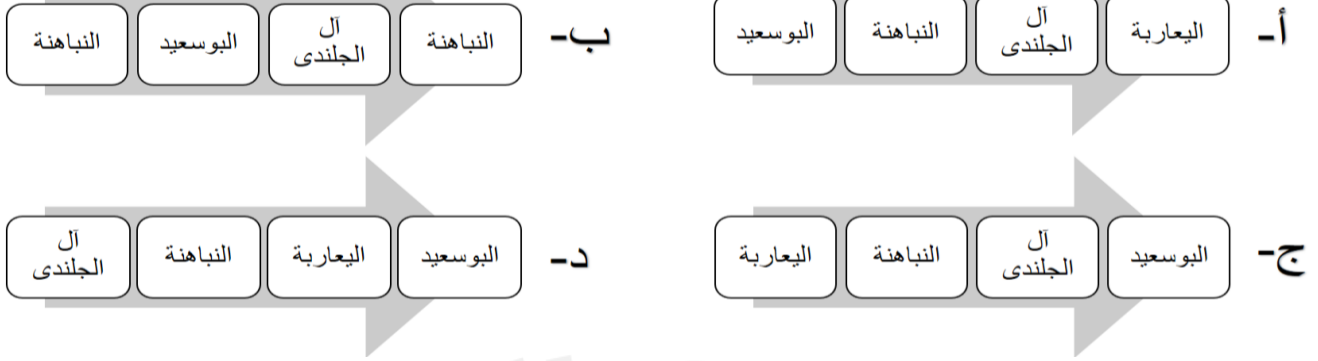 أ-
اليعاربة
آل
الجلندى
النباهنة
البوسعيد
ب-
النباهنة
آل
الجلندى
البوسعيد
النباهنة
ج-
البوسعيد
آل
الجلندى
النباهنة
اليعاربة
د-
البوسعيد
اليعاربة
النباهنة
آل
الجلندى